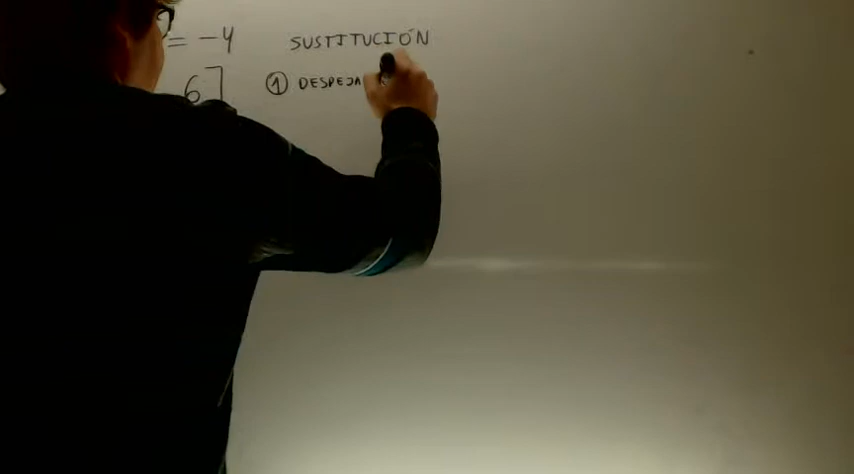 = -4
SUSTITUCIÓN
6]
① DESPEJA